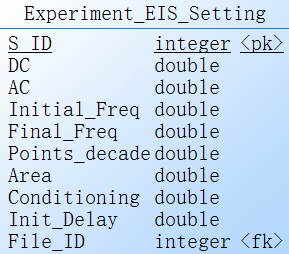 Experiment_EIS_Setting
S_ID integer <pk>
DC double
AC double
Initial_Freq double
Final_Freq double
Points_decade double
Area double
Conditioning double
Init_Delay double
File_ID integer <fk>